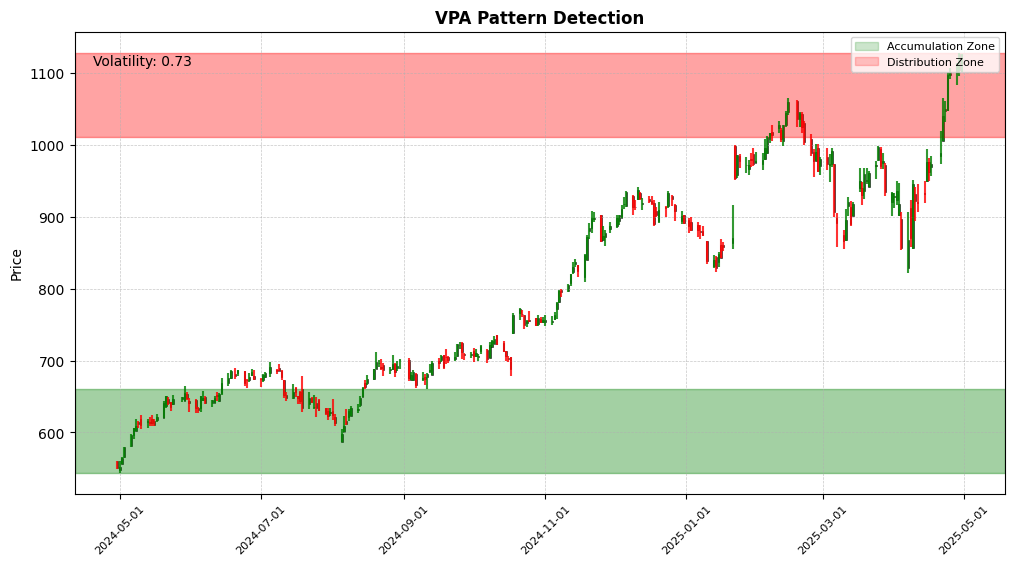 VPA Pattern Detection
Volatility: 0.73
Accumulation Zone
Distribution Zone
Price
1100
1000
900
800
700
600
2024-05-01
2024-07-01
2024-09-01
2024-11-01
2025-01-01
2025-03-01
2025-05-01